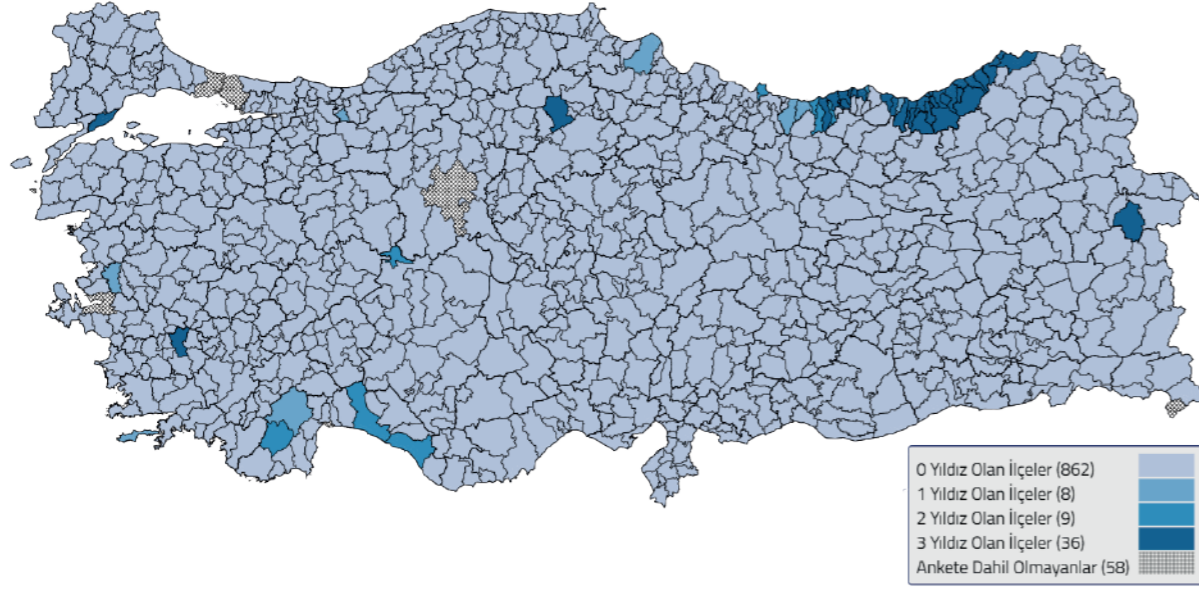 0 Yıldız Olan İlçeler (862)
1 Yıldız Olan İlçeler (8)
2 Yıldız Olan İlçeler (9)
3 Yıldız Olan İlçeler (36)
Ankete Dahil Olmayanlar (58)